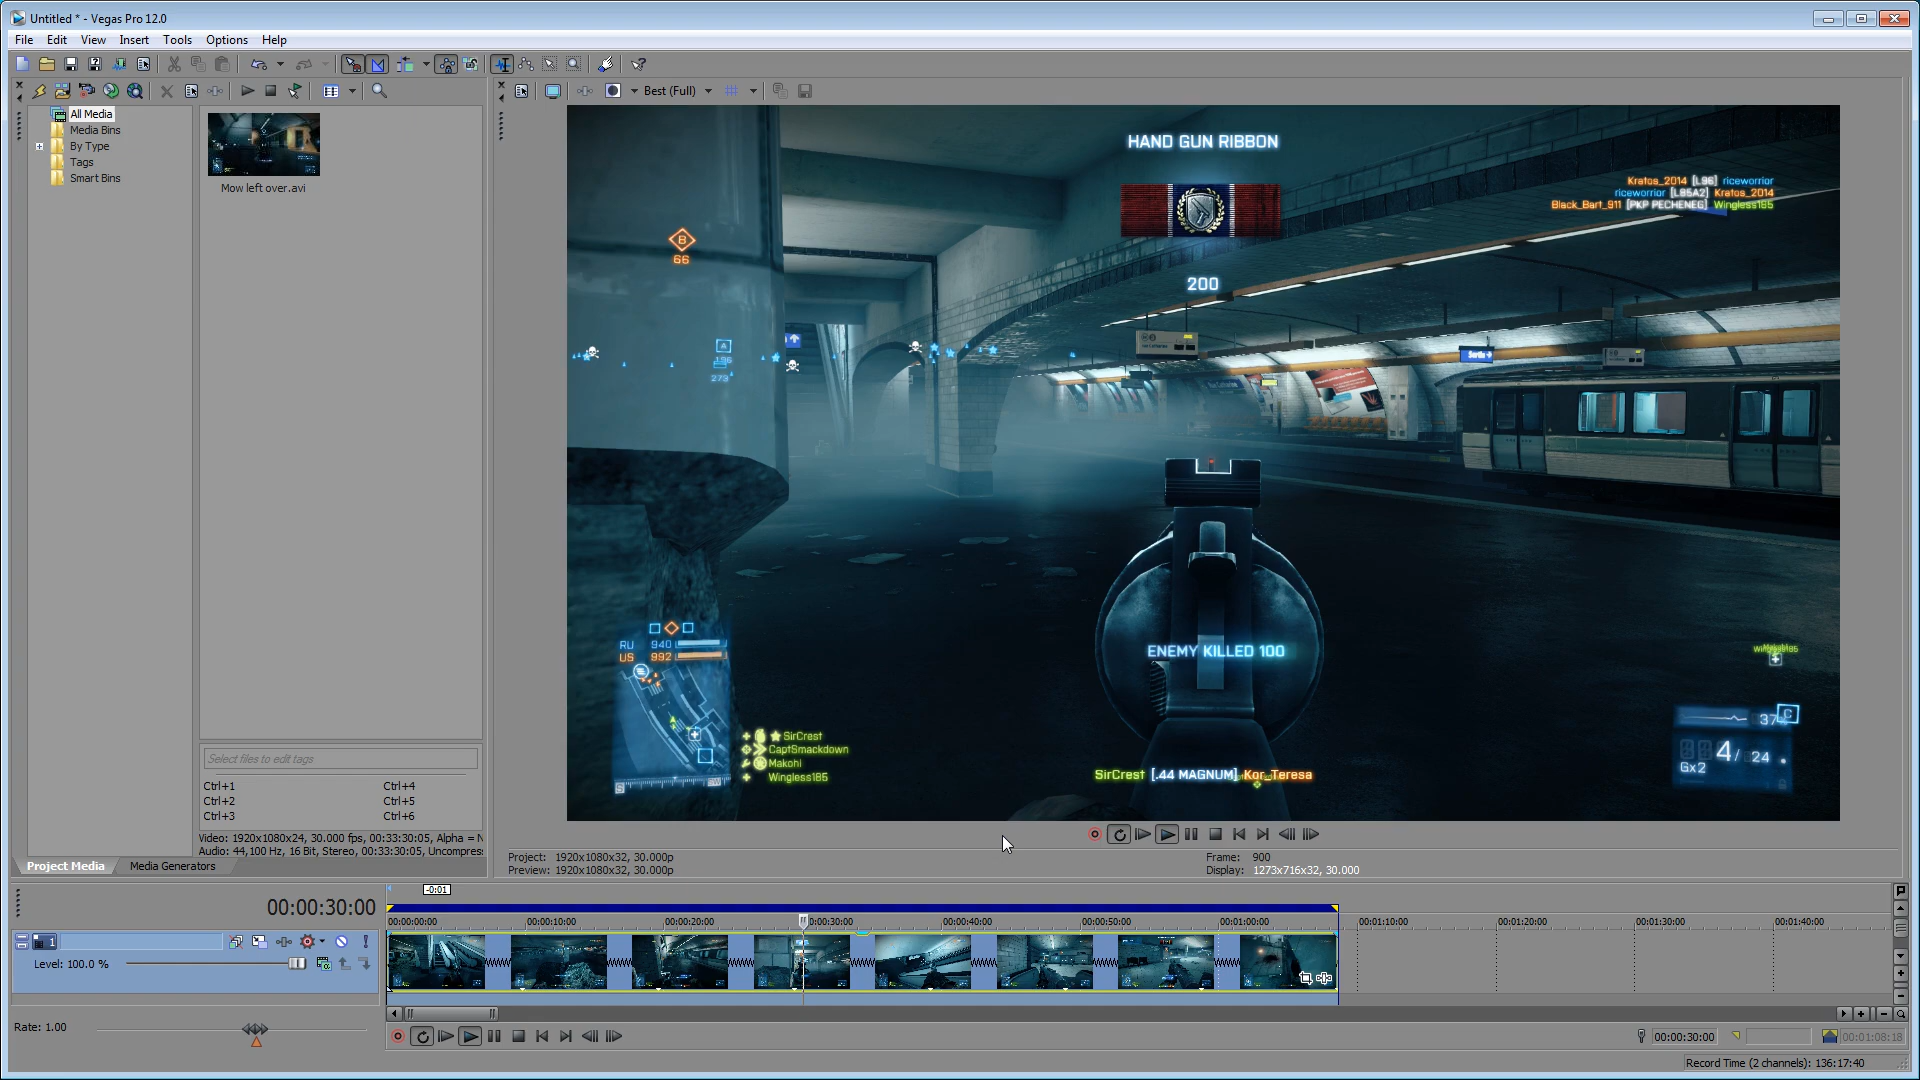 Untitled * - Vegas Pro 12.0
File Edit View Insert Tools Options Help
Best (Full)
All Media
Media Bins
By Type
Tags
Smart Bins
Mow left over.avi
HAND GUN RIBBON
200
Kratos_2014 [L96] riceworrior
riceworrior [L85A2] Kratos_2014
Black_Bart_911 [PKP PECHENEG] Wingless185
B
66
A
196
273
Sortie
ENEMY KILLED 100
RU 940
US 992
SirCrest
CaptSmackdown
Makohi
Wingless185
S
SW
SirCrest [.44 MAGNUM] Kor_Teresa
C
37
4/ 24
Gx2
Select files to edit tags
Ctrl+1 Ctrl+4
Ctrl+2 Ctrl+5
Ctrl+3 Ctrl+6
Video: 1920x1080x24, 30.000 fps, 00:33:30:05, Alpha = N
Audio: 44,100 Hz, 16 Bit, Stereo, 00:33:30:05, Uncompres
Project Media Media Generators
Project: 1920x1080x32, 30.000p
Preview: 1920x1080x32, 30.000p
Frame: 900
Display: 1273x716x32, 30.000
-0:01
00:00:30:00
00:00:00:00 00:00:10:00 00:00:20:00 00:00:30:00 00:00:40:00 00:00:50:00 00:01:00:00 00:01:10:00 00:01:20:00 00:01:30:00 00:01:40:00
1
Level: 100.0 %
Rate: 1.00
00:00:30:00
00:01:08:18
Record Time (2 channels): 136:17:40